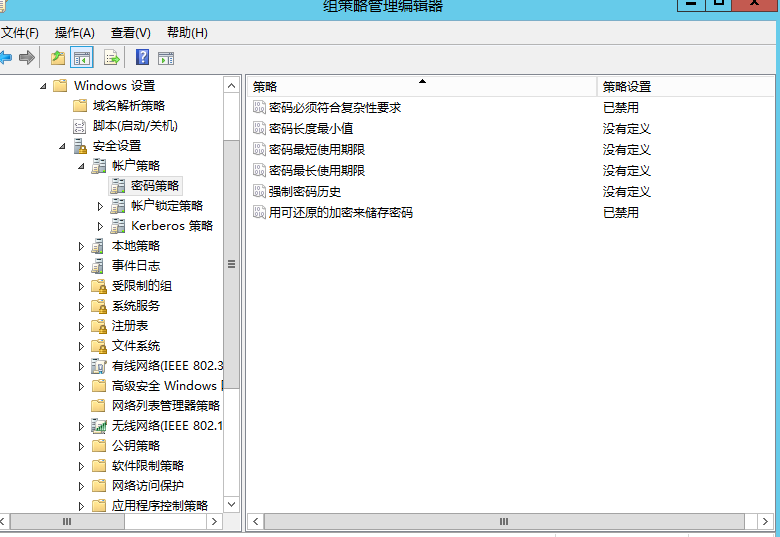 组策略管理编辑器
文件(F) 操作(A) 查看(V) 帮助(H)
Windows 设置
域名解析策略
脚本(启动/关机)
安全设置
帐户策略
密码策略
帐户锁定策略
Kerberos 策略
本地策略
事件日志
受限制的组
系统服务
注册表
文件系统
有线网络(IEEE 802.3
高级安全 Windows
网络列表管理器策略
无线网络(IEEE 802.1
公钥策略
软件限制策略
网络访问保护
应用程序控制策略
策略 策略设置
密码必须符合复杂性要求 已禁用
密码长度最小值 没有定义
密码最短使用期限 没有定义
密码最长使用期限 没有定义
强制密码历史 没有定义
用可还原的加密来储存密码 已禁用